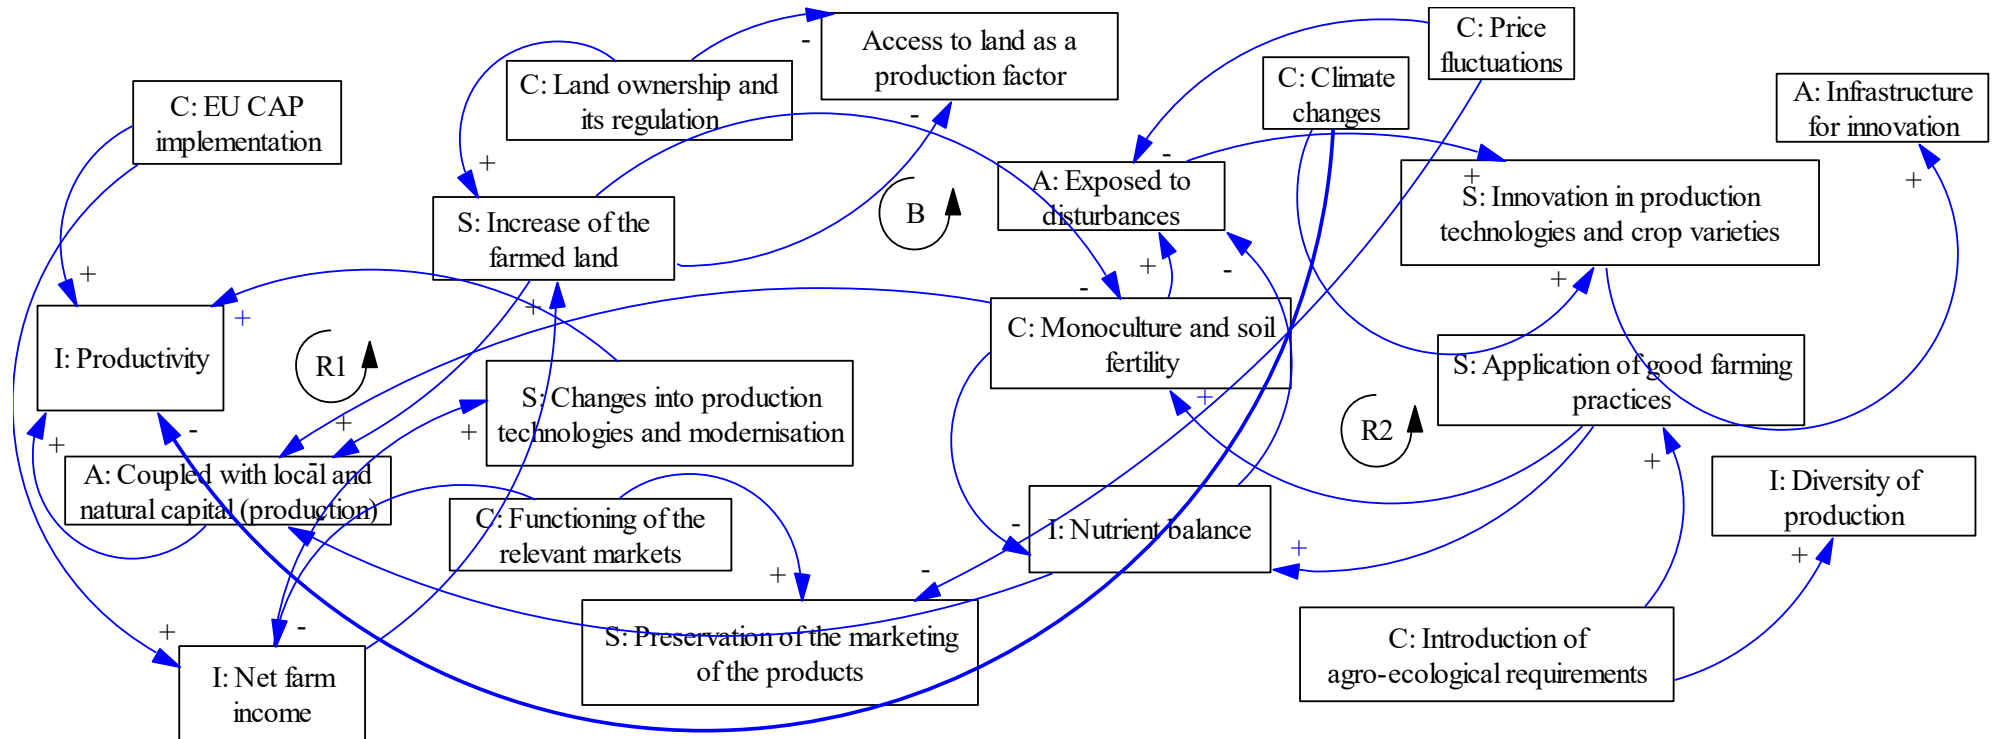 C: EU CAP
implementation
C: Land ownership and
its regulation
Access to land as a
production factor
C: Price
fluctuations
C: Climate
changes
A: Infrastructure
for innovation
S: Increase of the
farmed land
B
A: Exposed to
disturbances
S: Innovation in production
technologies and crop varieties
I: Productivity
R1
C: Monoculture and soil
fertility
S: Changes into production
technologies and modernisation
S: Application of good farming
practices
R2
A: Coupled with local and
natural capital (production)
C: Functioning of the
relevant markets
I: Nutrient balance
I: Diversity of
production
S: Preservation of the marketing
of the products
C: Introduction of
agro-ecological requirements
I: Net farm
income